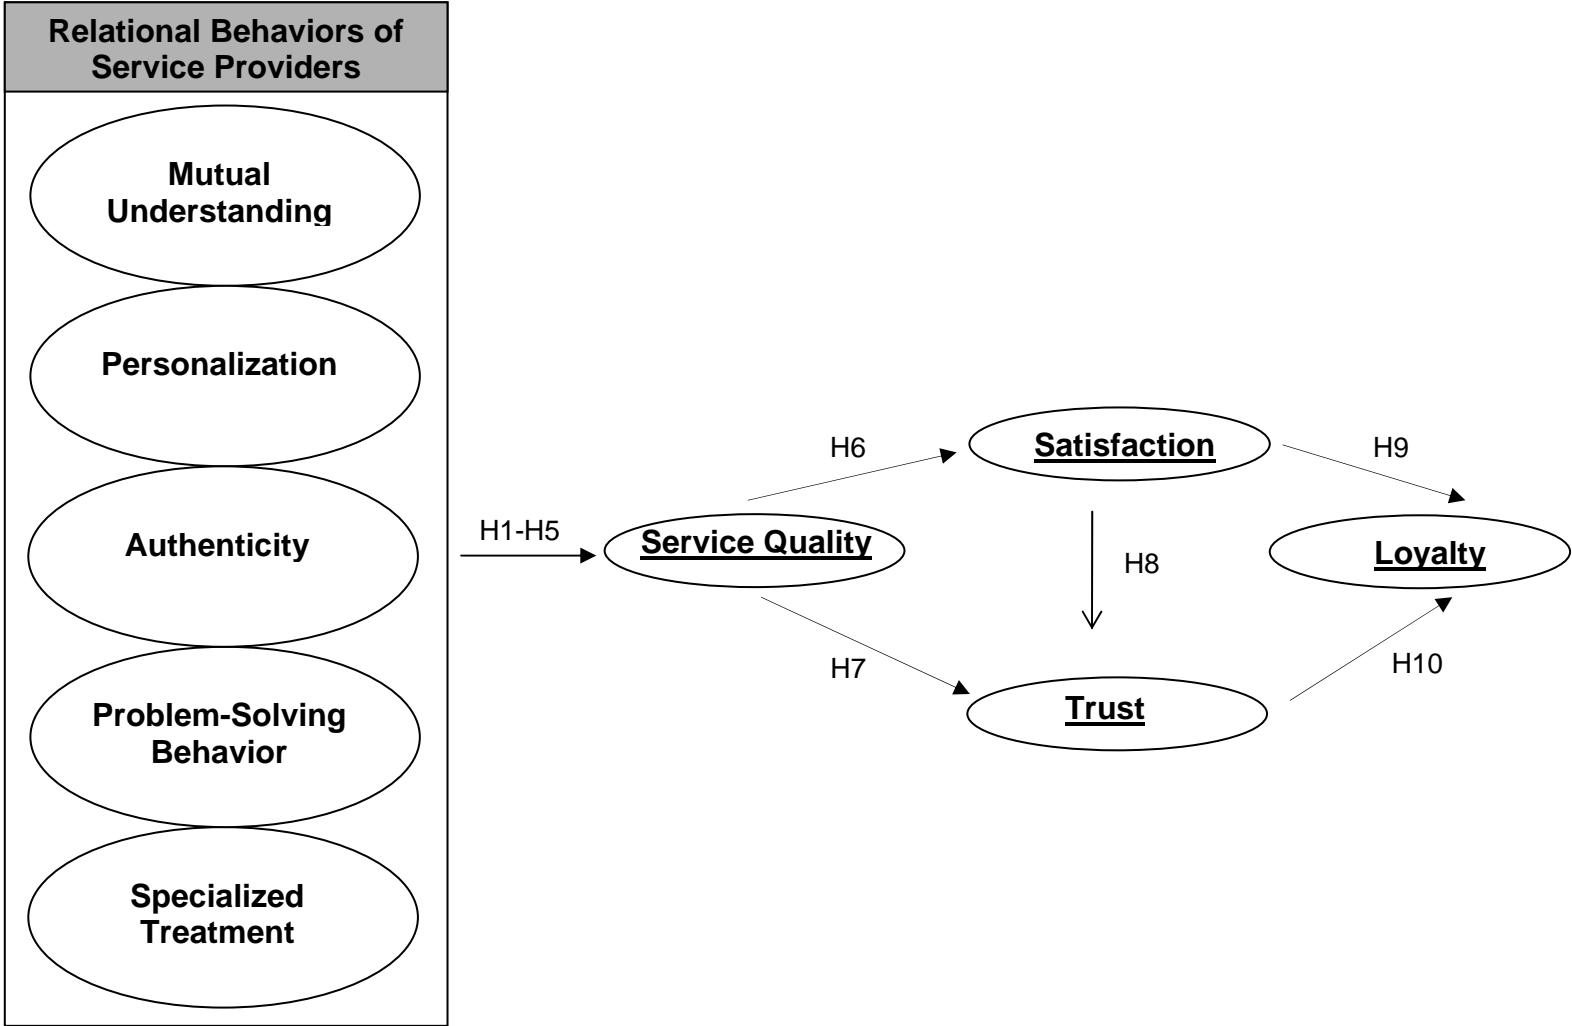 Relational Behaviors of
Service Providers
Mutual
Understanding
Personalization
Authenticity
Problem-Solving
Behavior
Specialized
Treatment
H1-H5
Service Quality
H6
H7
Satisfaction
H8
Trust
H9
H10
Loyalty